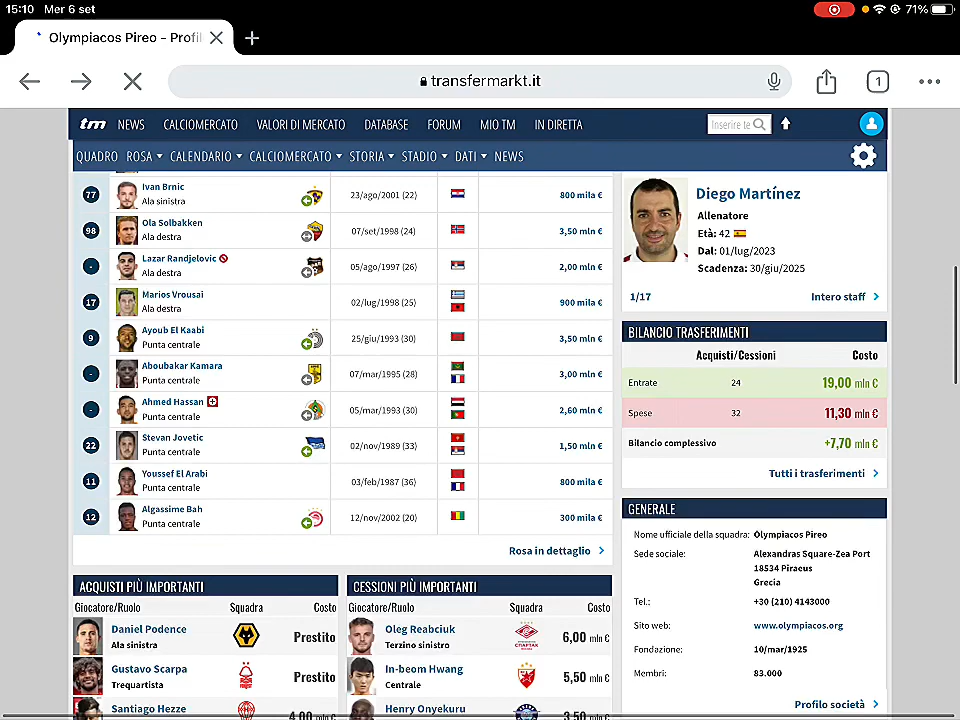 15:10 Mer 6 set
71%
Olympiacos Pireo - Profil
transfermarkt.it
1
tm NEWS CALCIOMERCATO VALORI DI MERCATO DATABASE FORUM MIO TM IN DIRETTA
Inserire te
QUADRO ROSA CALENDARIO CALCIOMERCATO STORIA STADIO DATI NEWS
77 Ivan Brnic 23/ago/2001 (22) 800 mila €
Ala sinistra
98 Ola Solbakken 07/set/1998 (24) 3,50 mln €
Ala destra
- Lazar Randjelovic 05/ago/1997 (26) 2,00 mln €
Ala destra
17 Marios Vrousai 02/lug/1998 (25) 900 mila €
Ala destra
9 Ayoub El Kaabi 25/giu/1993 (30) 3,50 mln €
Punta centrale
- Aboubakar Kamara 07/mar/1995 (28) 3,00 mln €
Punta centrale
- Ahmed Hassan 05/mar/1993 (30) 2,60 mln €
Punta centrale
22 Stevan Jovetic 02/nov/1989 (33) 1,50 mln €
Punta centrale
11 Youssef El Arabi 03/feb/1987 (36) 800 mila €
Punta centrale
12 Algassime Bah 12/nov/2002 (20) 300 mila €
Punta centrale
Rosa in dettaglio
ACQUISTI PIÙ IMPORTANTI
Giocatore/Ruolo Squadra Costo
Daniel Podence Prestito
Ala sinistra
Gustavo Scarpa Prestito
Trequartista
Santiago Hezze 4,00 mln €
CESSIONI PIÙ IMPORTANTI
Giocatore/Ruolo Squadra Costo
Oleg Reabciuk 6,00 mln €
Terzino sinistro
In-beom Hwang 5,50 mln €
Centrale
Henry Onyekuru 3,50 mln €
Diego Martínez
Allenatore
Età: 42
Dal: 01/lug/2023
Scadenza: 30/giu/2025
1/17 Intero staff
BILANCIO TRASFERIMENTI
Acquisti/Cessioni Costo
Entrate 24 19,00 mln €
Spese 32 11,30 mln €
Bilancio complessivo +7,70 mln €
Tutti i trasferimenti
GENERALE
Nome ufficiale della squadra: Olympiacos Pireo
Sede sociale: Alexandras Square-Zea Port
18534 Piraeus
Grecia
Tel.: +30 (210) 4143000
Sito web: www.olympiacos.org
Fondazione: 10/mar/1925
Membri: 83.000
Profilo società